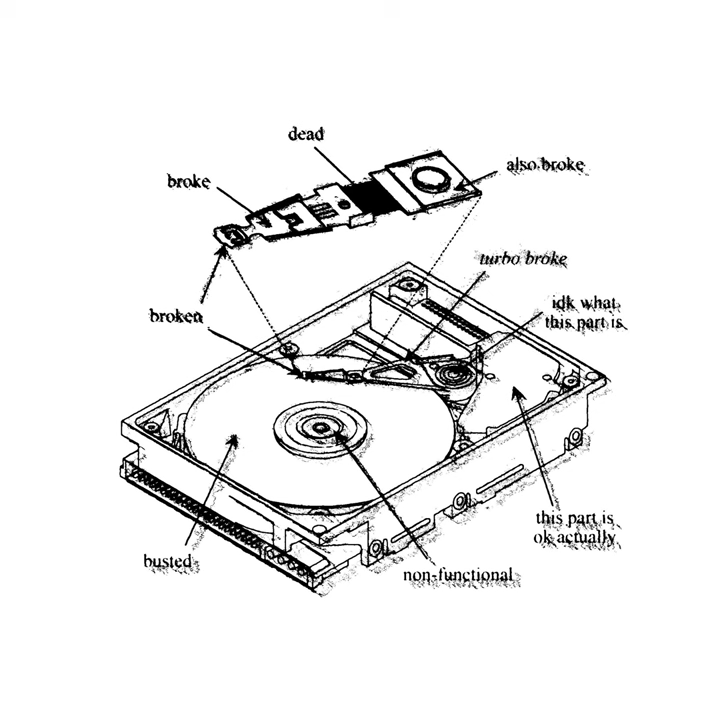 dead
broke
also broke
turbo broke
broken
idk what
this part is
this part is
ok actually
busted
non-functional